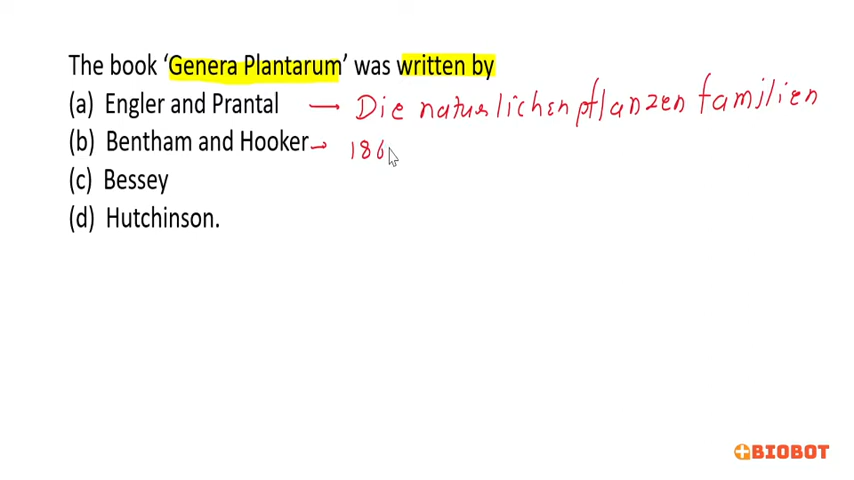 The book ‘Genera Plantarum’ was written by
(a) Engler and Prantal → Die naturlichen pflanzen familien
(b) Bentham and Hooker → 186
(c) Bessey
(d) Hutchinson.
BIOBOT